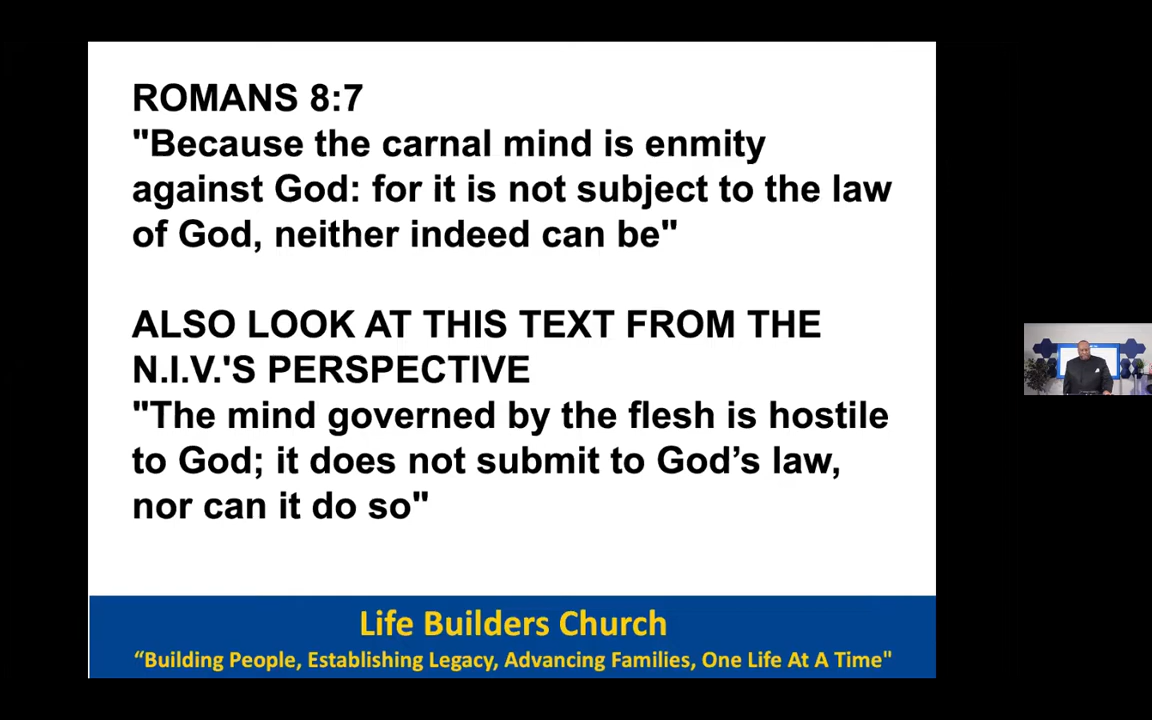 ROMANS 8:7
"Because the carnal mind is enmity
against God: for it is not subject to the law
of God, neither indeed can be"
ALSO LOOK AT THIS TEXT FROM THE
N.I.V.'S PERSPECTIVE
"The mind governed by the flesh is hostile
to God; it does not submit to God’s law,
nor can it do so"
Life Builders Church
“Building People, Establishing Legacy, Advancing Families, One Life At A Time"